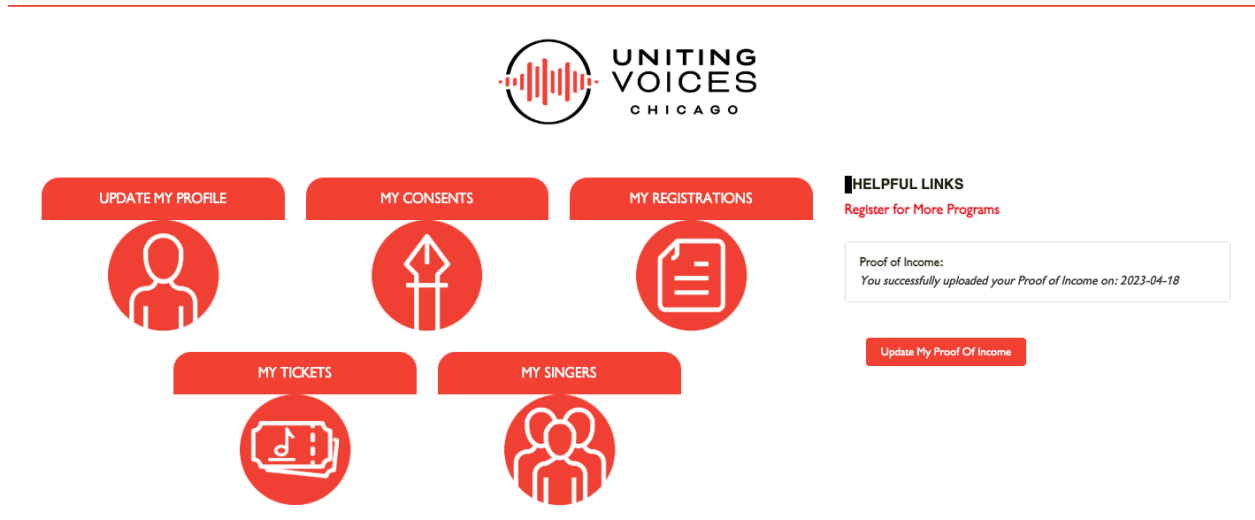 UNITING
VOICES
CHICAGO
UPDATE MY PROFILE
MY CONSENTS
MY REGISTRATIONS
MY TICKETS
MY SINGERS
HELPFUL LINKS
Register for More Programs
Proof of Income:
You successfully uploaded your Proof of Income on: 2023-04-18
Update My Proof Of Income